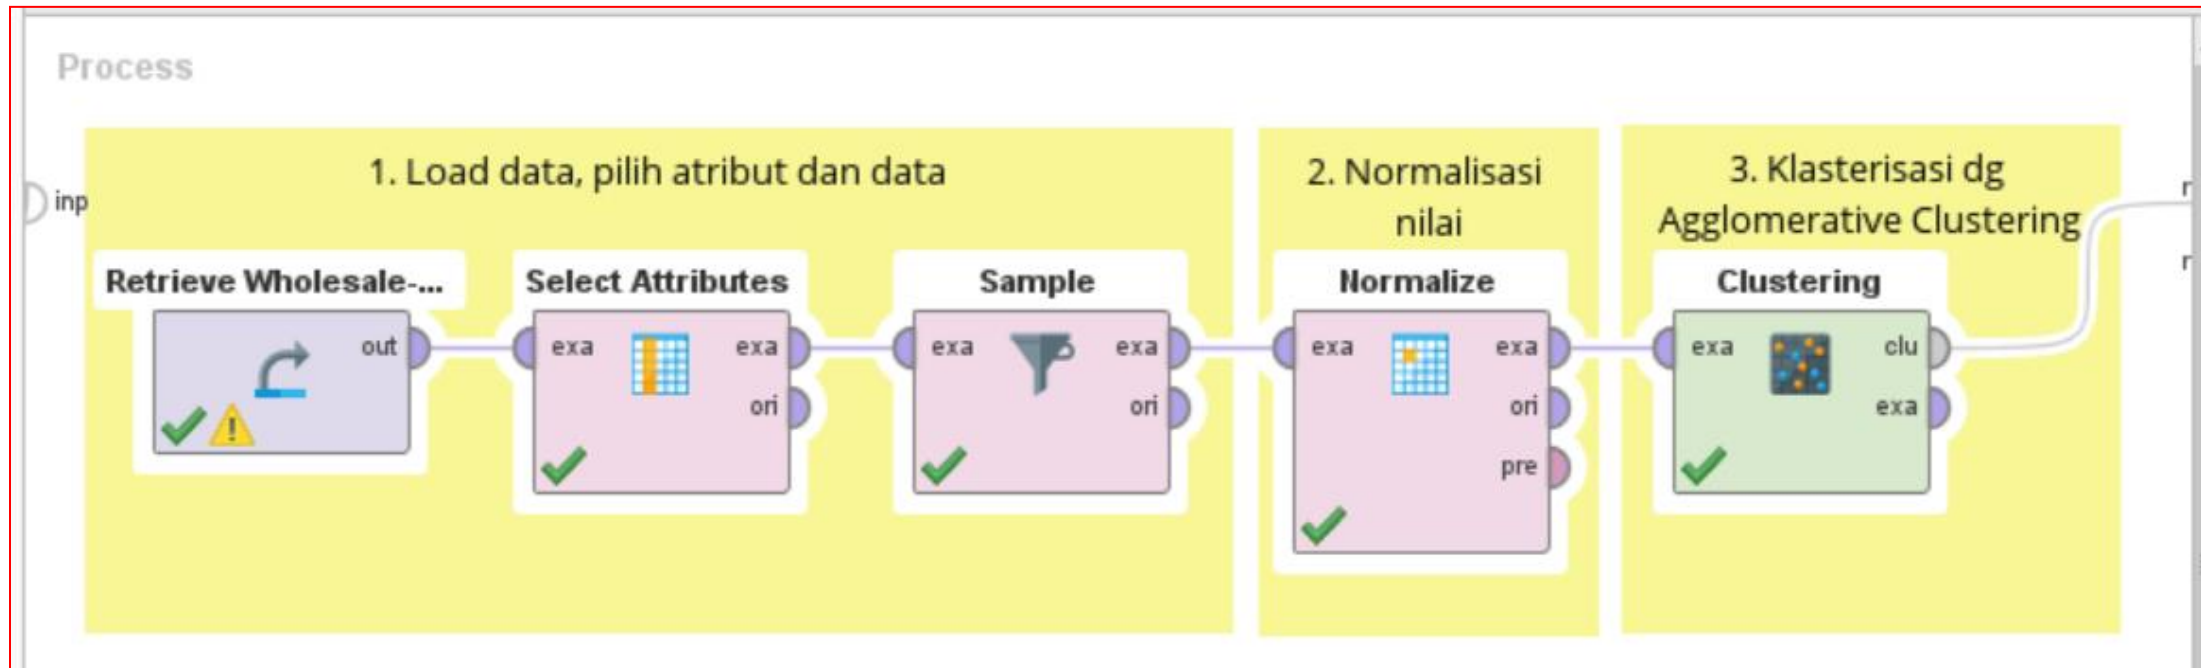 Process
inp
1. Load data, pilih atribut dan data
2. Normalisasi
nilai
3. Klasterisasi dg
Agglomerative Clustering
Retrieve Wholesale-...
out
Select Attributes
exa
exa
ori
Sample
exa
exa
ori
Normalize
exa
exa
ori
pre
Clustering
exa
clu
exa